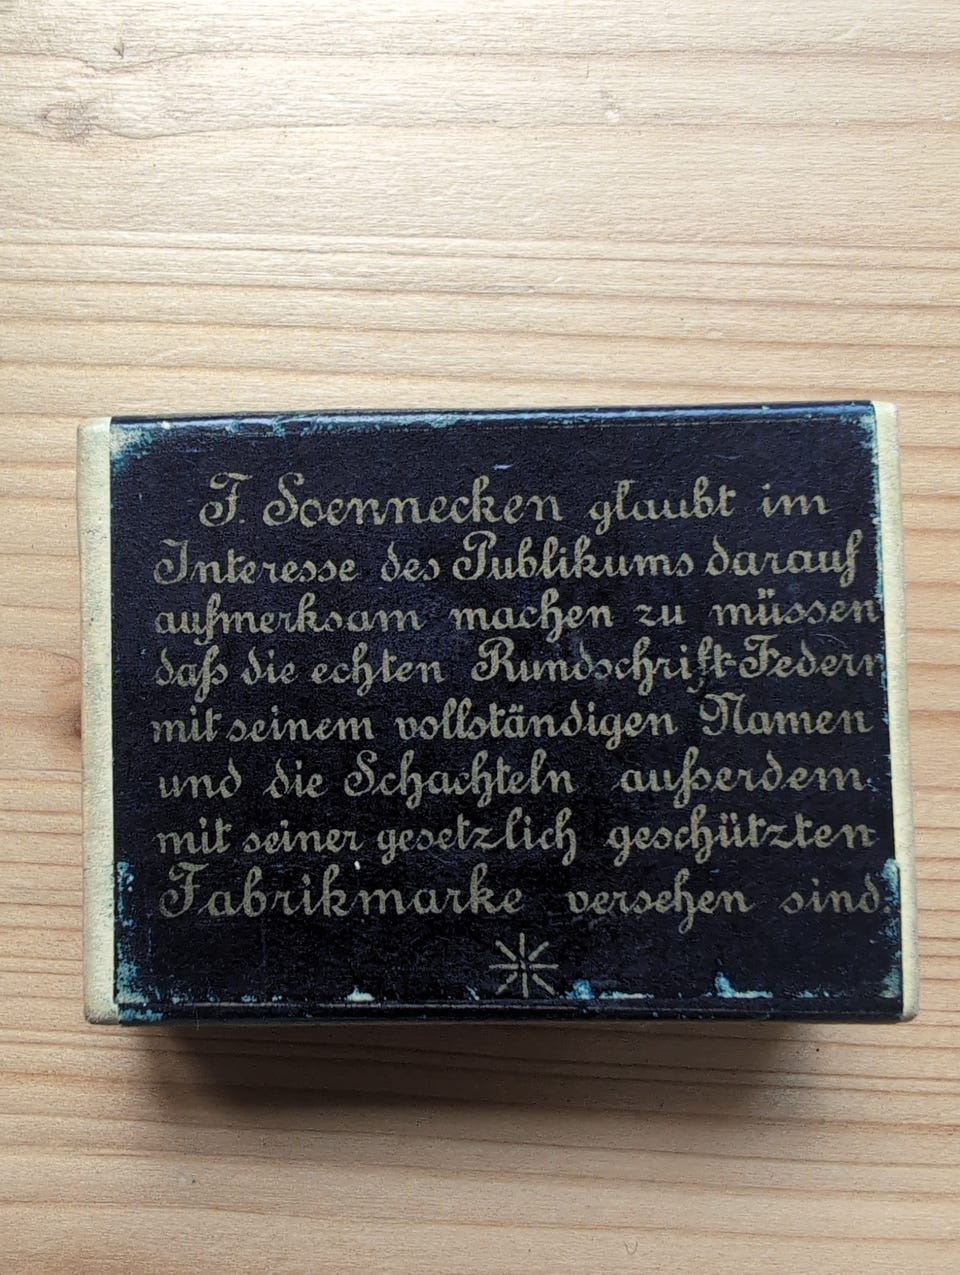 F. Soennecken glaubt im
Interesse des Publikums darauf
aufmerksam machen zu müssen
daß die echten Rundschrift-Federn
mit seinem vollständigen Namen
und die Schachteln außerdem
mit seiner gesetzlich geschützten
Fabrikmarke versehen sind.